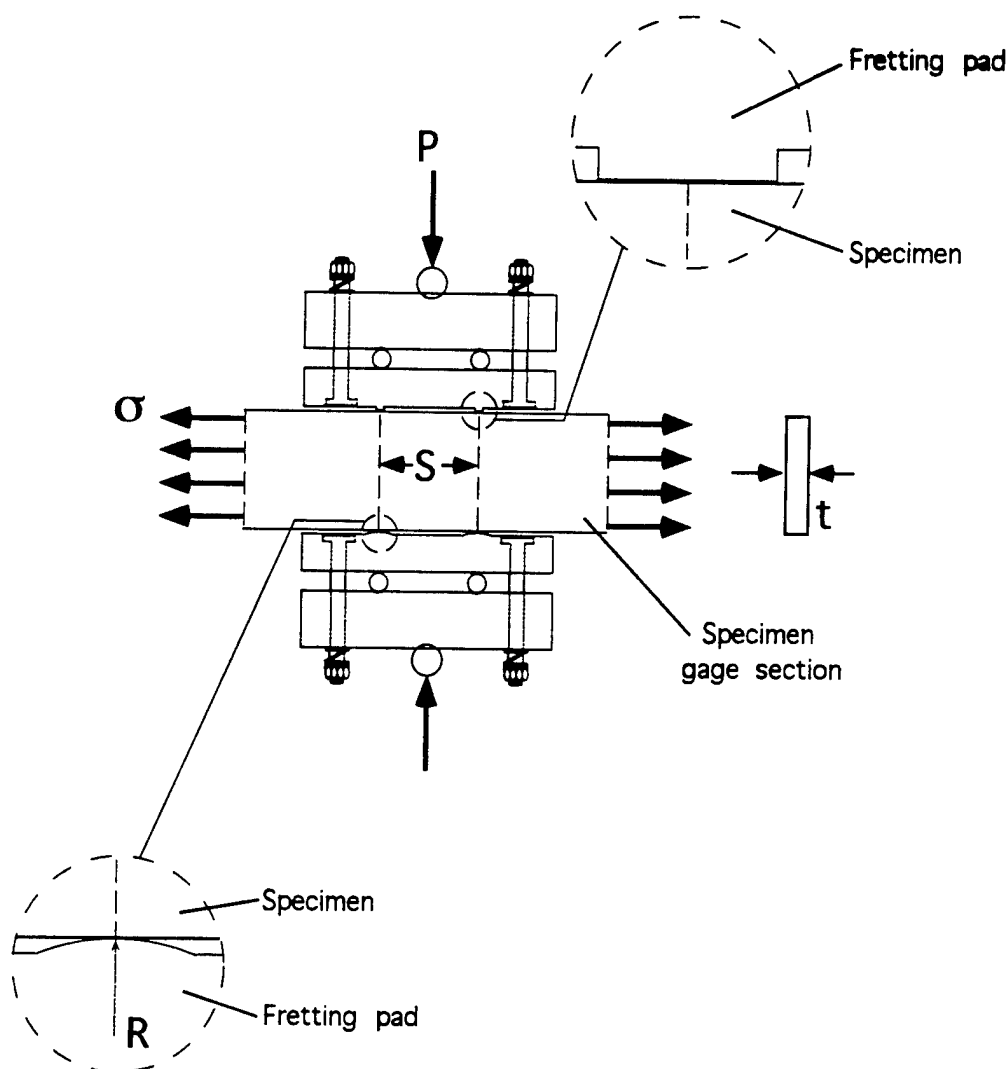 Fretting pad
P
Specimen
σ
S
t
Specimen
gage section
Specimen
Fretting pad
R